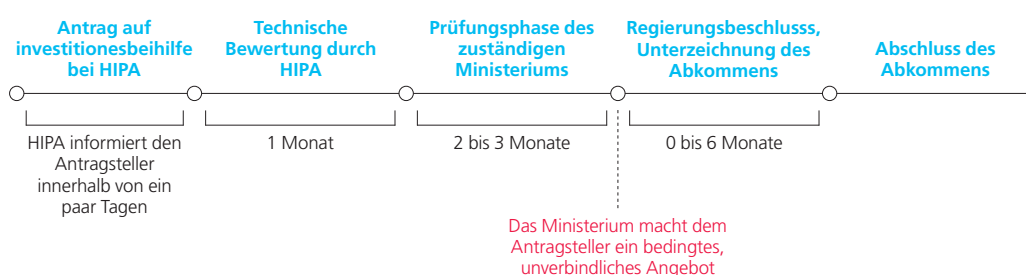 Antrag auf
investitionesbeihilfe
bei HIPA
Technische
Bewertung durch
HIPA
Prüfungsphase des
zuständigen
Ministeriums
Regierungsbeschlusss,
Unterzeichnung des
Abkommens
Abschluss des
Abkommens
HIPA informiert den
Antragsteller
innerhalb von ein
paar Tagen
1 Monat
2 bis 3 Monate
0 bis 6 Monate
Das Ministerium macht dem
Antragsteller ein bedingtes,
unverbindliches Angebot